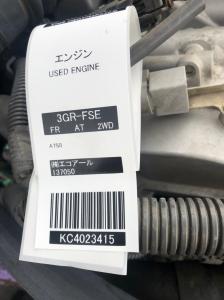 エンジン
USED ENGINE
3GR-FSE
FR AT 2WD
AT50
㈱エコアール
137050
KC4023415